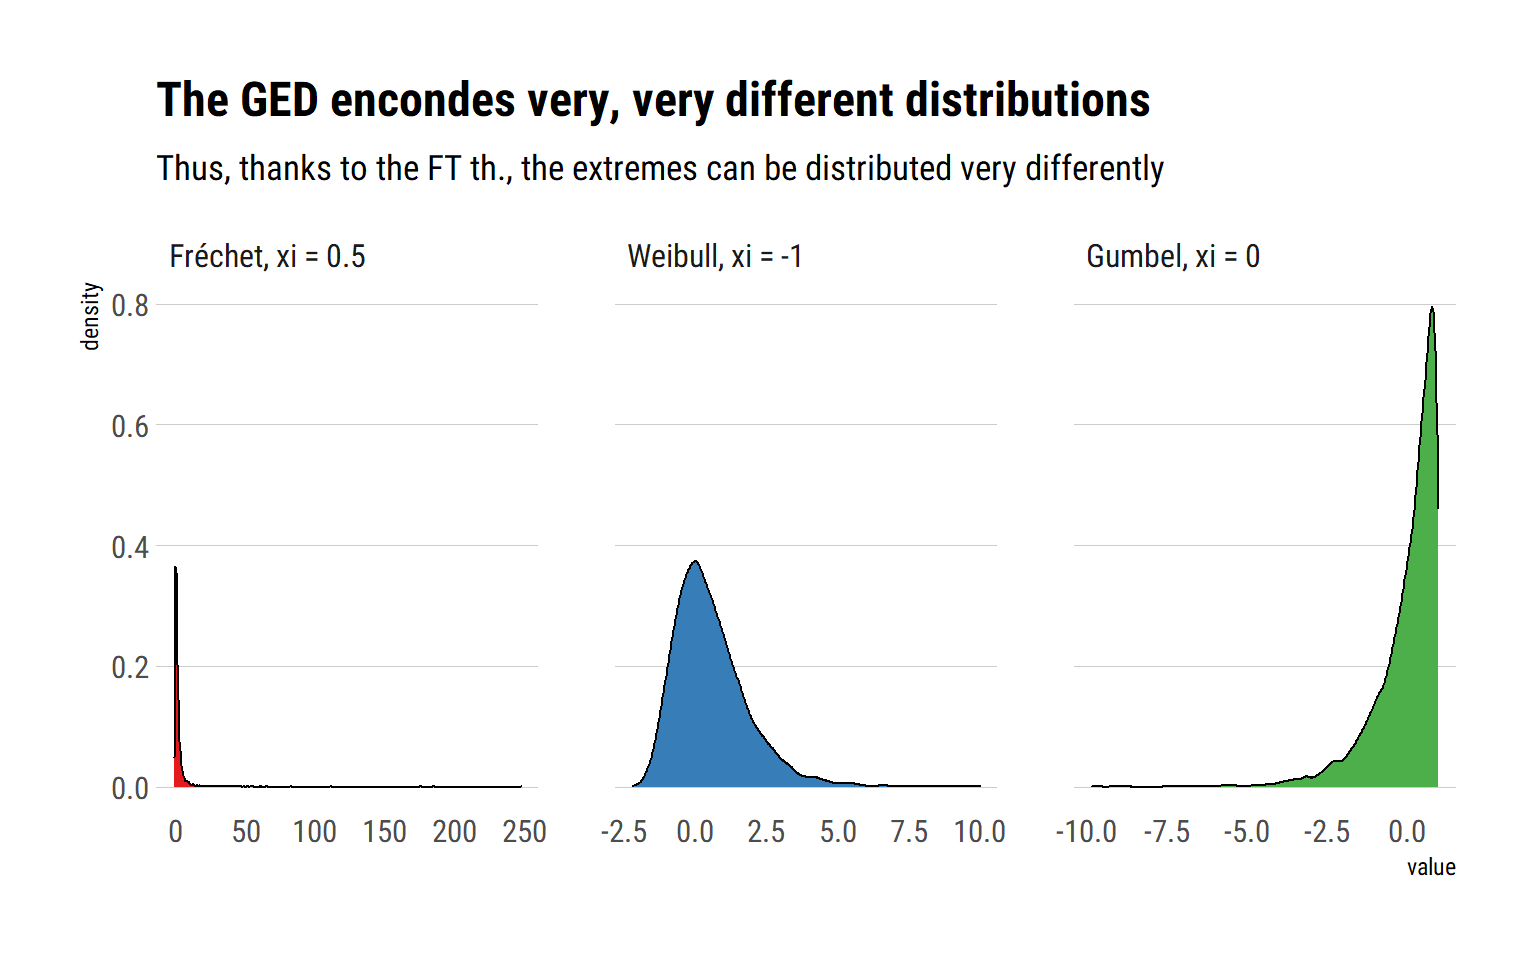 The GED encondes very, very different distributions
Thus, thanks to the FT th., the extremes can be distributed very differently
Fréchet, xi = 0.5
Weibull, xi = -1
Gumbel, xi = 0
density
0.8
0.6
0.4
0.2
0.0
0 50 100 150 200 250
-2.5 0.0 2.5 5.0 7.5 10.0
-10.0 -7.5 -5.0 -2.5 0.0
value